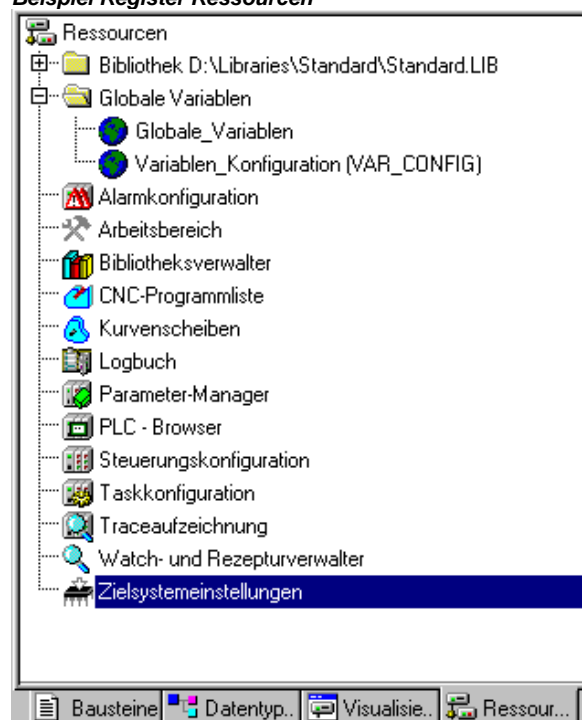 Beispiel Register Ressourcen
Ressourcen
Bibliothek D:\Libraries\Standard\Standard.LIB
Globale Variablen
Globale_Variablen
Variablen_Konfiguration (VAR_CONFIG)
Alarmkonfiguration
Arbeitsbereich
Bibliotheksverwalter
CNC-Programmliste
Kurvenscheiben
Logbuch
Parameter-Manager
PLC - Browser
Steuerungskonfiguration
Taskkonfiguration
Traceaufzeichnung
Watch- und Rezepturverwalter
Zielsystemeinstellungen
Bausteine Datentyp.. Visualisie.. Ressour...